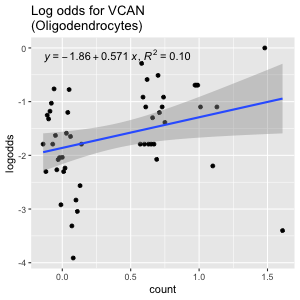 Log odds for VCAN
(Oligodendrocytes)
y = −1.86 + 0.571 x, R² = 0.10
0
-1
-2
-3
-4
logodds
0.0 0.5 1.0 1.5
count